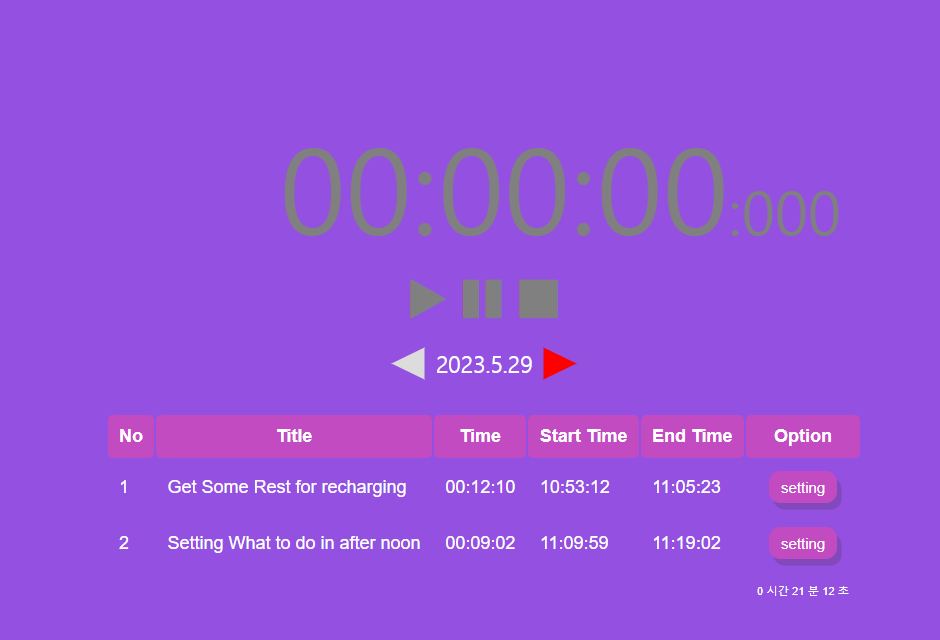 00:00:00:000
2023.5.29
No Title Time Start Time End Time Option
1 Get Some Rest for recharging 00:12:10 10:53:12 11:05:23 setting
2 Setting What to do in after noon 00:09:02 11:09:59 11:19:02 setting
0 시간 21 분 12 초